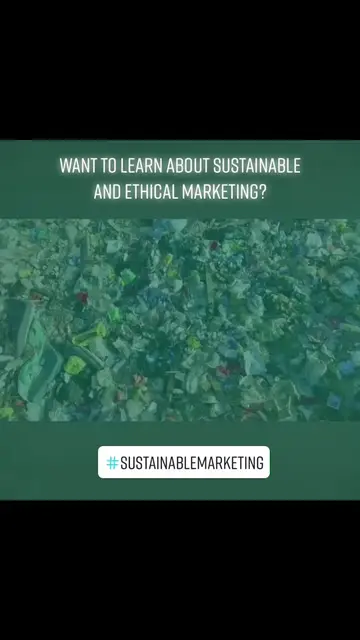 WANT TO LEARN ABOUT SUSTAINABLE
AND ETHICAL MARKETING?
#SUSTAINABLEMARKETING